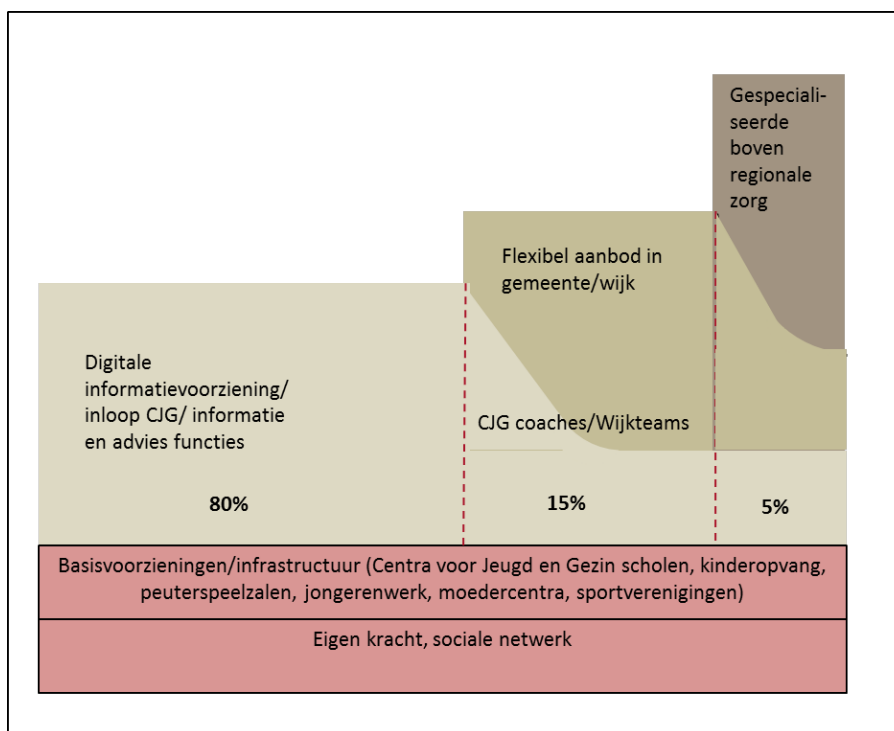 Gespeciali-
seerde
boven
regionale
zorg
Flexibel aanbod in
gemeente/wijk
Digitale
informatievoorziening/
inloop CJG/ informatie
en advies functies
CJG coaches/Wijkteams
80%
15%
5%
Basisvoorzieningen/infrastructuur (Centra voor Jeugd en Gezin scholen, kinderopvang,
peuterspeelzalen, jongerenwerk, moedercentra, sportverenigingen)
Eigen kracht, sociale netwerk